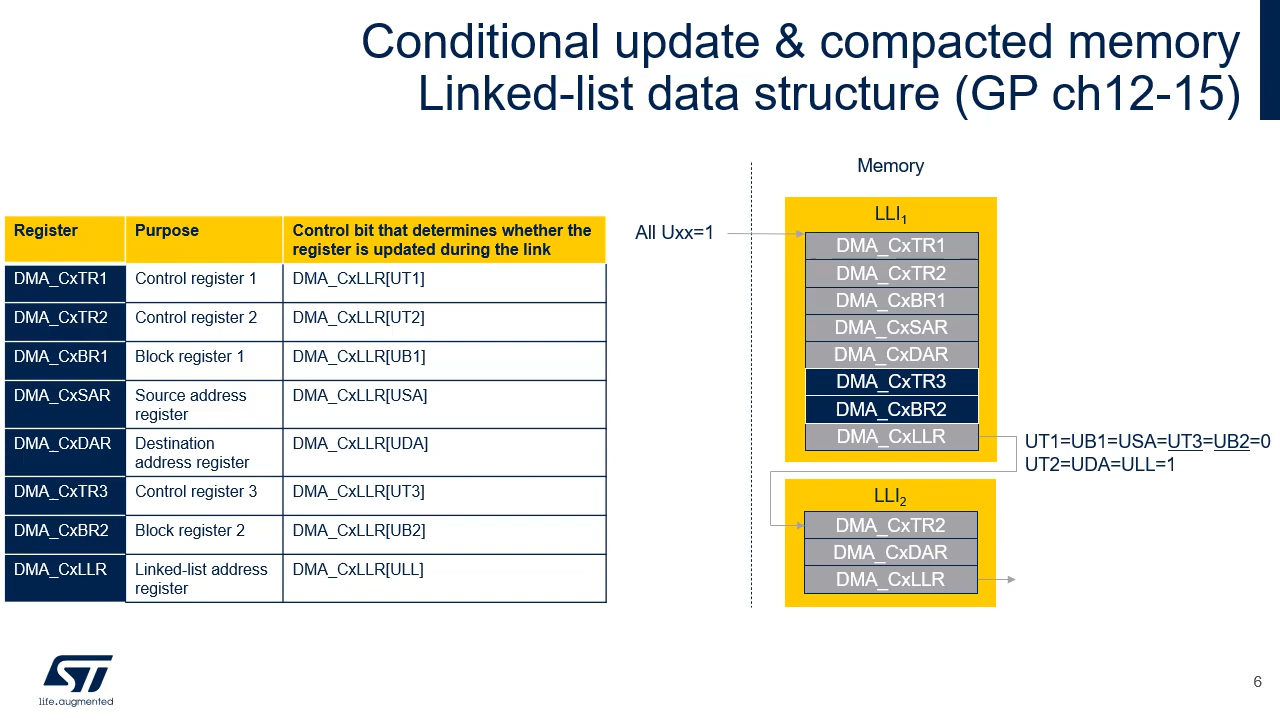 Conditional update & compacted memory
Linked-list data structure (GP ch12-15)
Register Purpose Control bit that determines whether the
register is updated during the link
DMA_CxTR1 Control register 1 DMA_CxLLR[UT1]
DMA_CxTR2 Control register 2 DMA_CxLLR[UT2]
DMA_CxBR1 Block register 1 DMA_CxLLR[UB1]
DMA_CxSAR Source address DMA_CxLLR[USA]
register
DMA_CxDAR Destination DMA_CxLLR[UDA]
address register
DMA_CxTR3 Control register 3 DMA_CxLLR[UT3]
DMA_CxBR2 Block register 2 DMA_CxLLR[UB2]
DMA_CxLLR Linked-list address DMA_CxLLR[ULL]
register
Memory
All Uxx=1
LLI1
DMA_CxTR1
DMA_CxTR2
DMA_CxBR1
DMA_CxSAR
DMA_CxDAR
DMA_CxTR3
DMA_CxBR2
DMA_CxLLR
UT1=UB1=USA=UT3=UB2=0
UT2=UDA=ULL=1
LLI2
DMA_CxTR2
DMA_CxDAR
DMA_CxLLR
ST
life.augmented
6